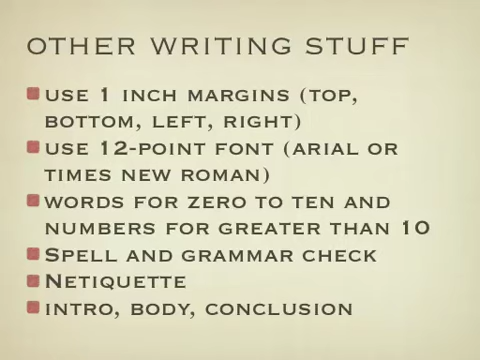 OTHER WRITING STUFF
USE 1 INCH MARGINS (TOP,
BOTTOM, LEFT, RIGHT)
USE 12-POINT FONT (ARIAL OR
TIMES NEW ROMAN)
WORDS FOR ZERO TO TEN AND
NUMBERS FOR GREATER THAN 10
SPELL AND GRAMMAR CHECK
NETIQUETTE
INTRO, BODY, CONCLUSION